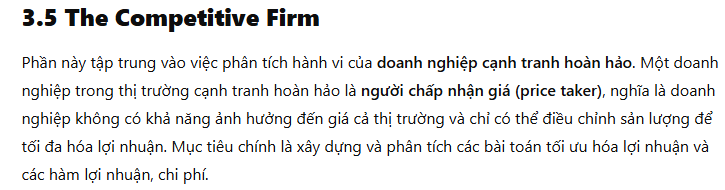 3.5 The Competitive Firm
Phần này tập trung vào việc phân tích hành vi của doanh nghiệp cạnh tranh hoàn hảo. Một doanh
nghiệp trong thị trường cạnh tranh hoàn hảo là người chấp nhận giá (price taker), nghĩa là doanh
nghiệp không có khả năng ảnh hưởng đến giá cả thị trường và chỉ có thể điều chỉnh sản lượng để
tối đa hóa lợi nhuận. Mục tiêu chính là xây dựng và phân tích các bài toán tối ưu hóa lợi nhuận và
các hàm lợi nhuận, chi phí.